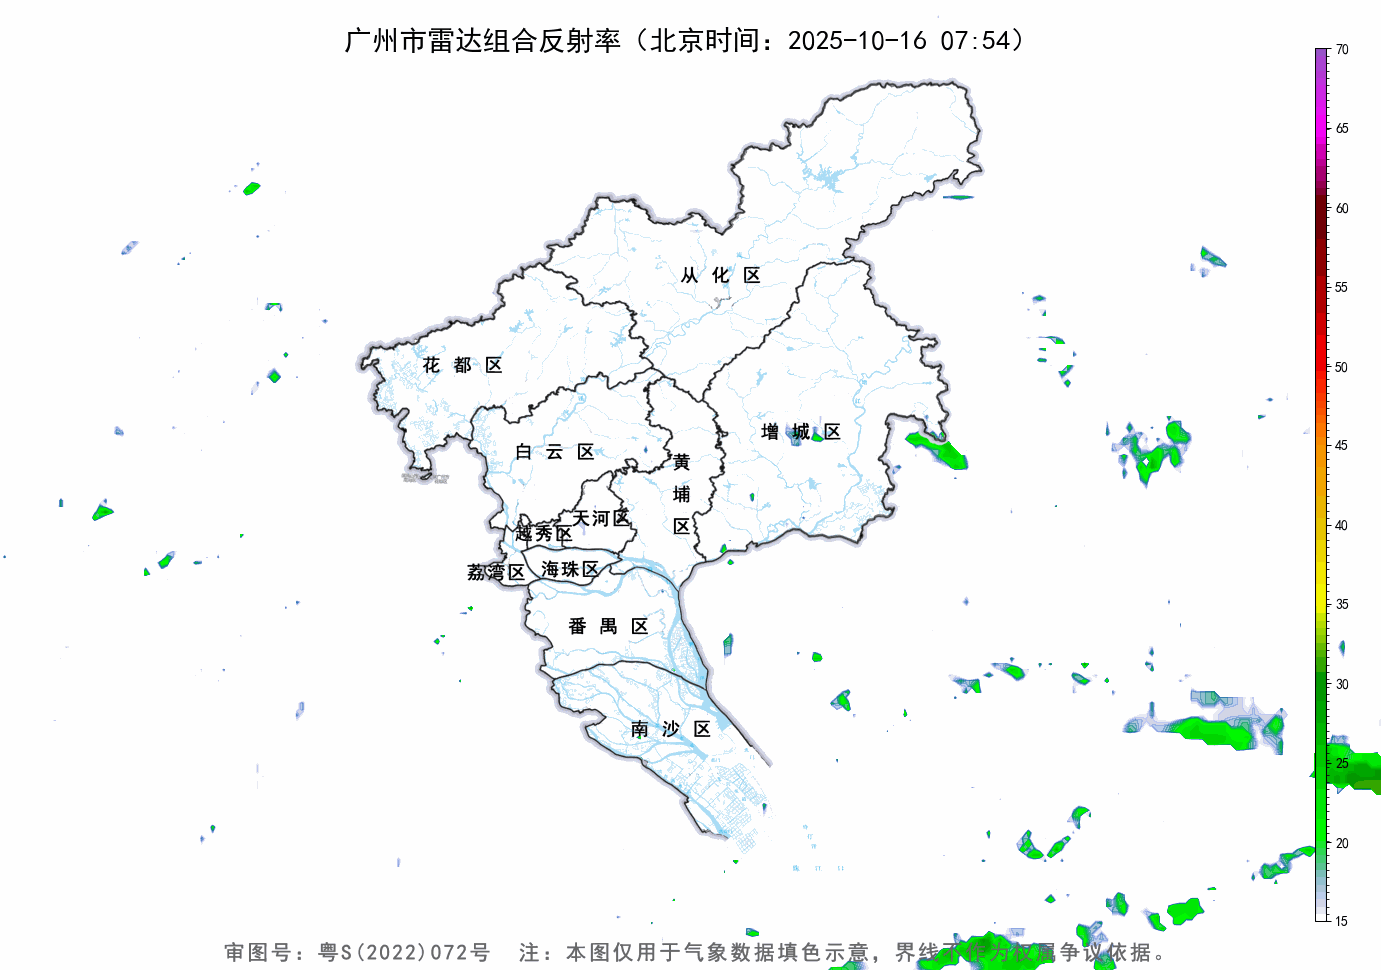 广州市雷达组合反射率（北京时间：2025-10-16 07:54）
70
65
60
55
50
45
40
35
30
25
20
15
从化区
花都区
增城区
白云区
黄埔区
天河区
越秀区
荔湾区
海珠区
番禺区
南沙区
审图号：粤S(2022)072号 注：本图仅用于气象数据填色示意，界线不作为权属争议依据。